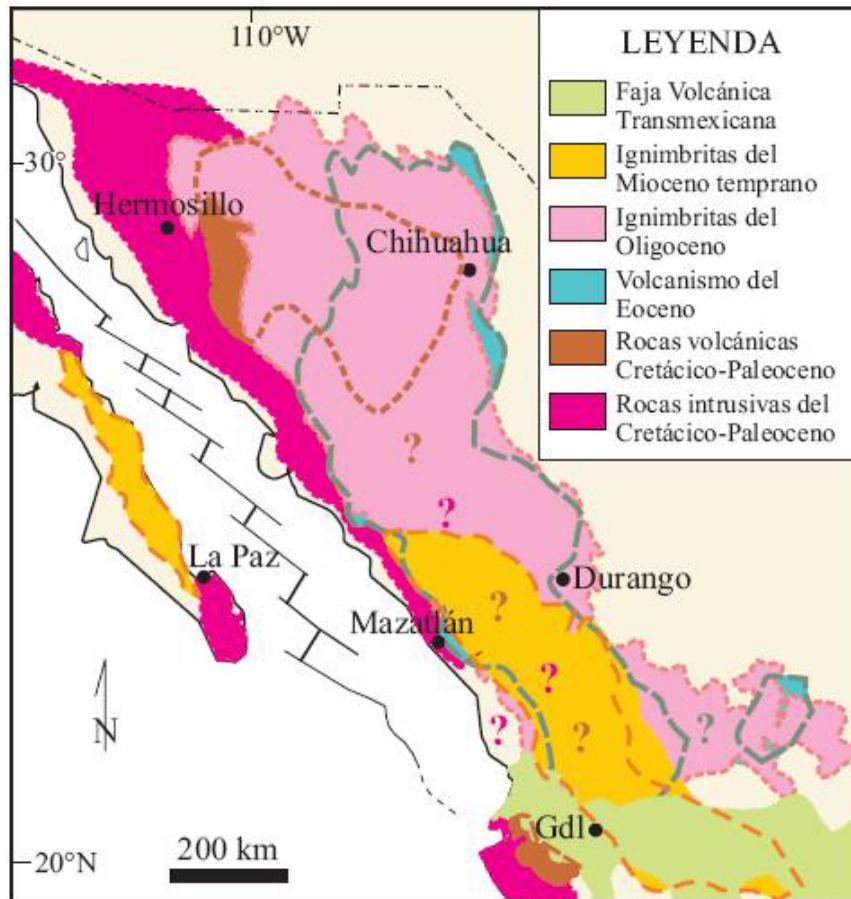 110°W
LEYENDA
Faja Volcánica
Transmexicana
Ignimbritas del
Mioceno temprano
Ignimbritas del
Oligoceno
Volcanismo del
Eoceno
Rocas volcánicas
Cretácico-Paleoceno
Rocas intrusivas del
Cretácico-Paleoceno
30°
Hermosillo
Chihuahua
?
?
La Paz
Durango
?
Mazatlán
?
N
?
?
?
Gdl
20°N
200 km